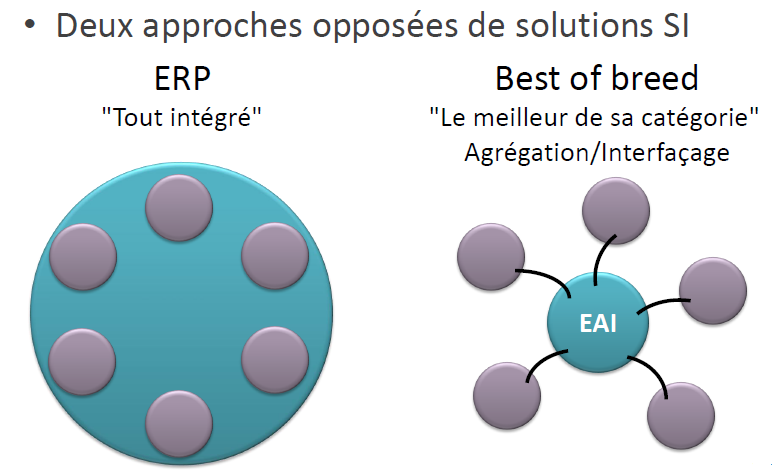 • Deux approches opposées de solutions SI
ERP
"Tout intégré"
Best of breed
"Le meilleur de sa catégorie"
Agrégation/Interfaçage
EAI